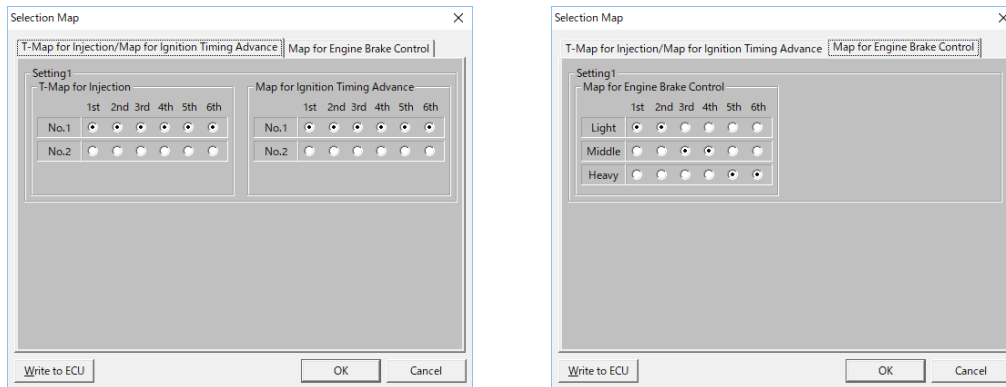 Selection Map
T-Map for Injection/Map for Ignition Timing Advance Map for Engine Brake Control
Setting1
T-Map for Injection
1st 2nd 3rd 4th 5th 6th
No.1
No.2
Map for Ignition Timing Advance
1st 2nd 3rd 4th 5th 6th
No.1
No.2
Write to ECU OK Cancel
Selection Map
T-Map for Injection/Map for Ignition Timing Advance Map for Engine Brake Control
Setting1
Map for Engine Brake Control
1st 2nd 3rd 4th 5th 6th
Light
Middle
Heavy
Write to ECU OK Cancel